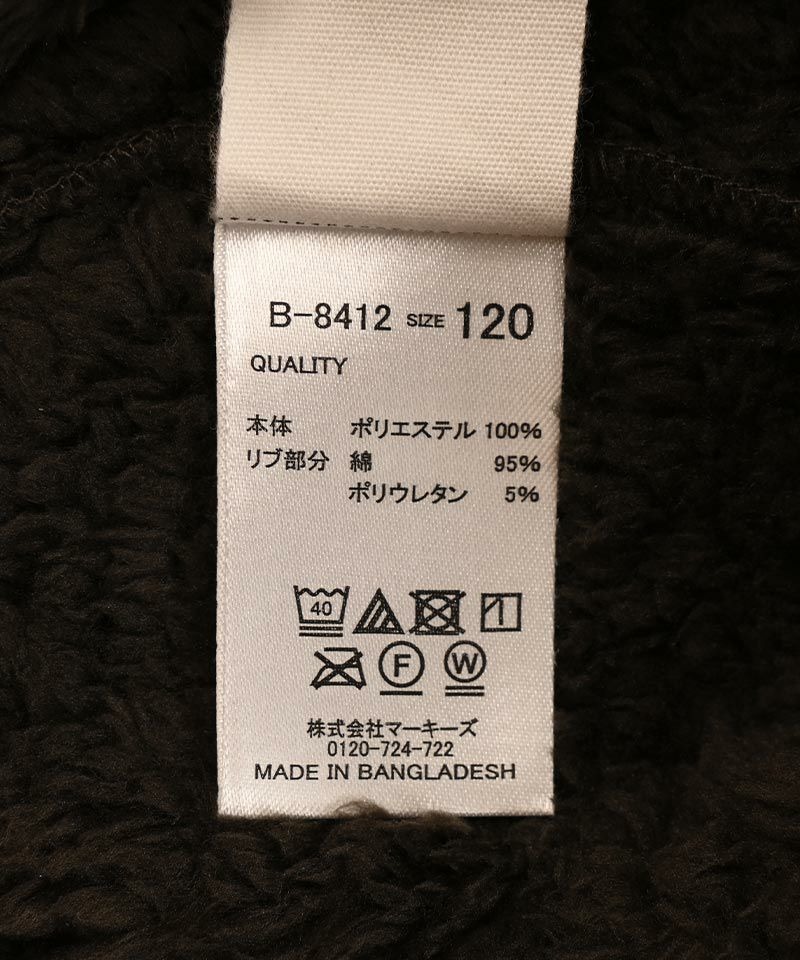 B-8412 SIZE 120
QUALITY
本体 ポリエステル 100%
リブ部分 綿 95%
ポリウレタン 5%
40
F W
株式会社マーキーズ
0120-724-722
MADE IN BANGLADESH